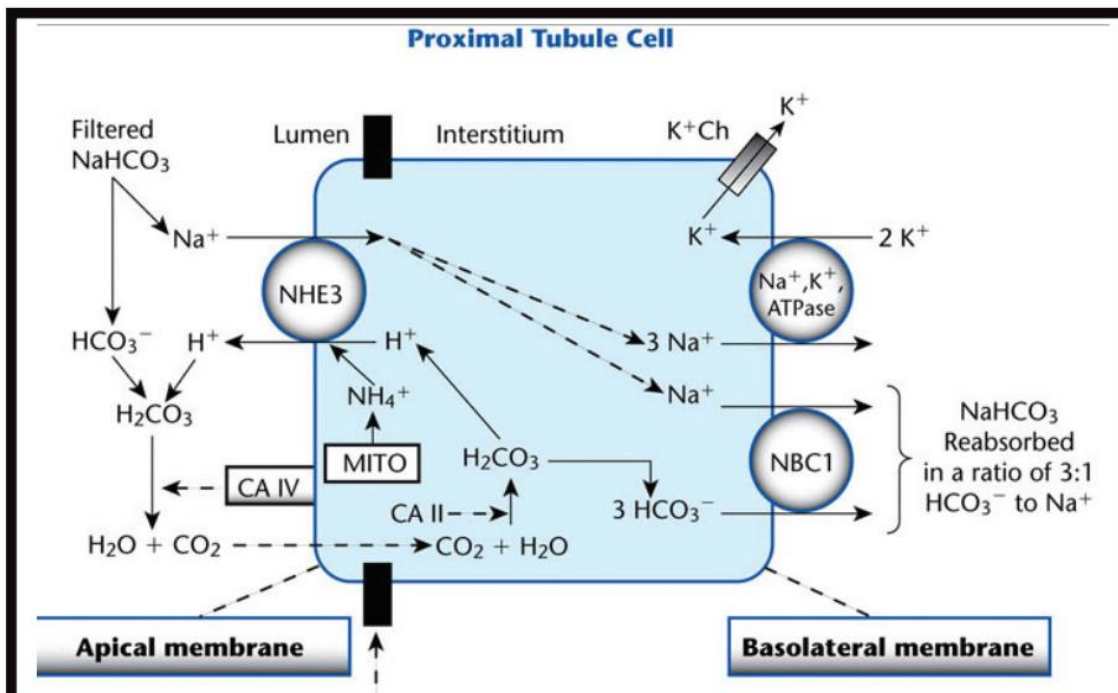 Proximal Tubule Cell
Filtered
NaHCO₃
Lumen
Interstitium
K⁺Ch
K⁺
Na⁺
K⁺
2 K⁺
NHE3
Na⁺,K⁺,
ATPase
HCO₃⁻
H⁺
H⁺
3 Na⁺
NH₄⁺
Na⁺
H₂CO₃
MITO
H₂CO₃
NBC1
NaHCO₃
Reabsorbed
in a ratio of 3:1
HCO₃⁻ to Na⁺
CA IV
CA II
3 HCO₃⁻
H₂O + CO₂
CO₂ + H₂O
Apical membrane
Basolateral membrane